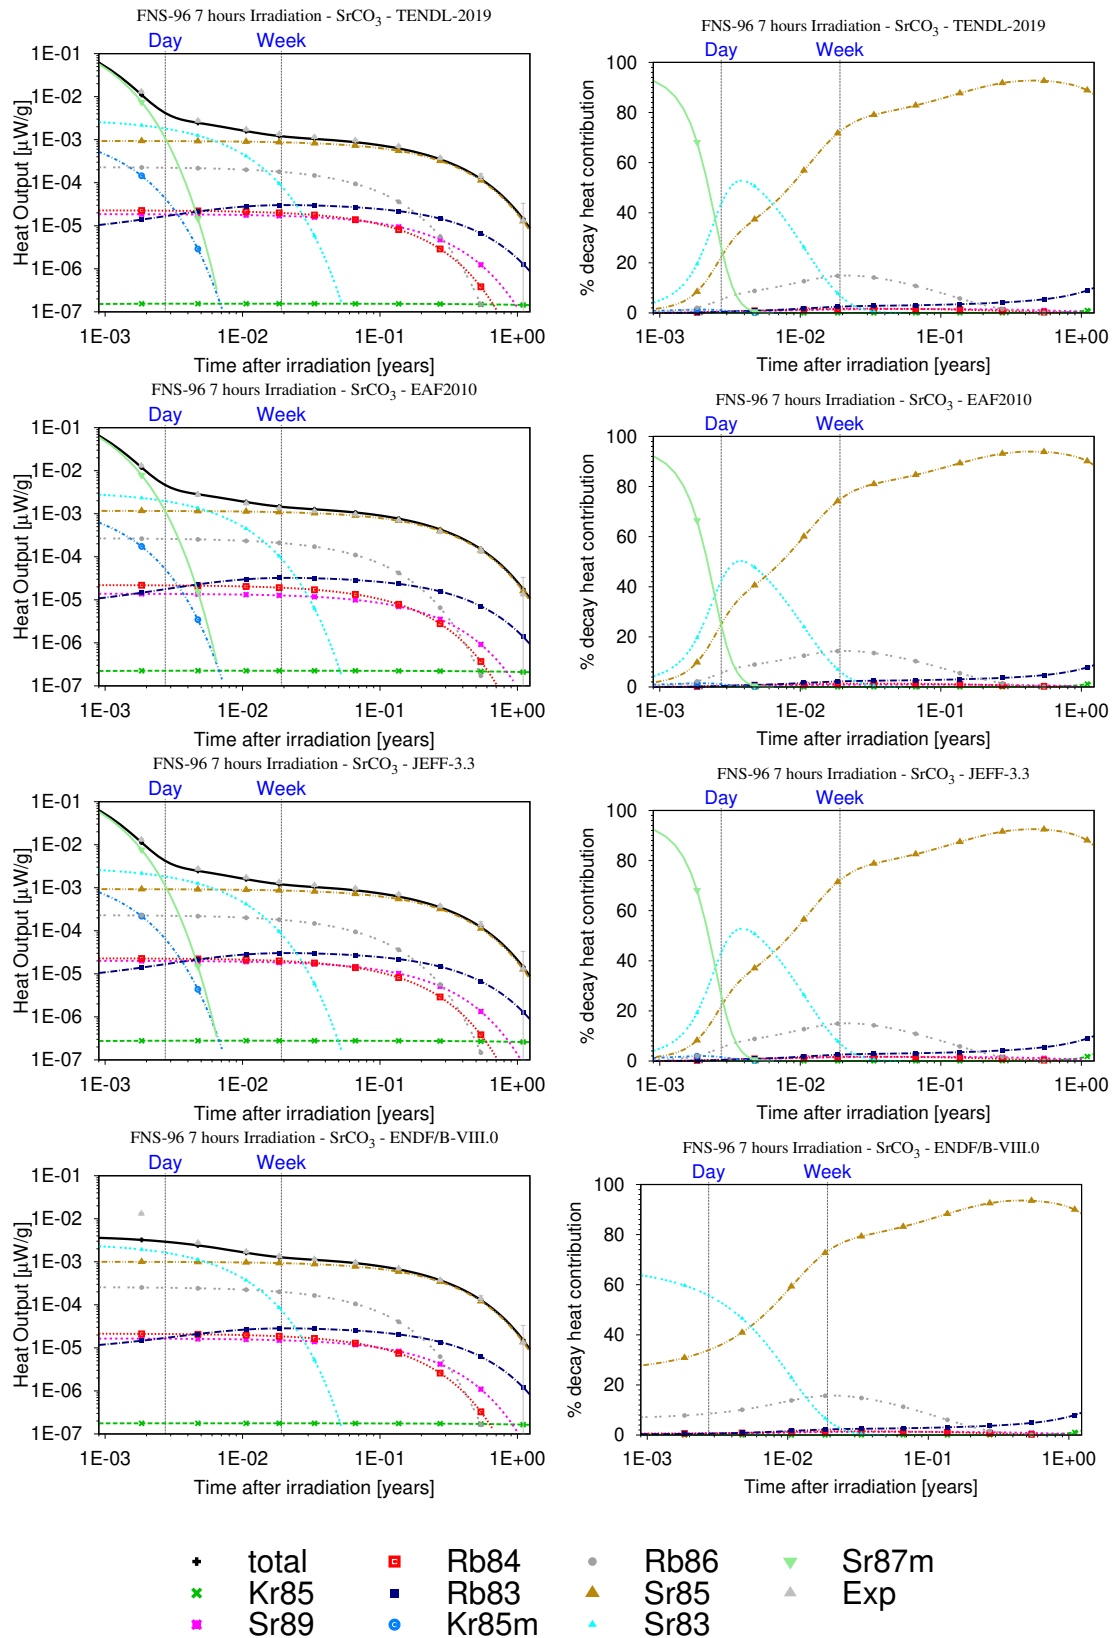 FNS-96 7 hours Irradiation - SrCO3 - TENDL-2019
Day Week
Heat Output [µW/g]
1E-01
1E-02
1E-03
1E-04
1E-05
1E-06
1E-07
1E-03 1E-02 1E-01 1E+00
Time after irradiation [years]
FNS-96 7 hours Irradiation - SrCO3 - TENDL-2019
Day Week
% decay heat contribution
100
80
60
40
20
0
1E-03 1E-02 1E-01 1E+00
Time after irradiation [years]
FNS-96 7 hours Irradiation - SrCO3 - EAF2010
Day Week
Heat Output [µW/g]
1E-01
1E-02
1E-03
1E-04
1E-05
1E-06
1E-07
1E-03 1E-02 1E-01 1E+00
Time after irradiation [years]
FNS-96 7 hours Irradiation - SrCO3 - EAF2010
Day Week
% decay heat contribution
100
80
60
40
20
0
1E-03 1E-02 1E-01 1E+00
Time after irradiation [years]
FNS-96 7 hours Irradiation - SrCO3 - JEFF-3.3
Day Week
Heat Output [µW/g]
1E-01
1E-02
1E-03
1E-04
1E-05
1E-06
1E-07
1E-03 1E-02 1E-01 1E+00
Time after irradiation [years]
FNS-96 7 hours Irradiation - SrCO3 - JEFF-3.3
Day Week
% decay heat contribution
100
80
60
40
20
0
1E-03 1E-02 1E-01 1E+00
Time after irradiation [years]
FNS-96 7 hours Irradiation - SrCO3 - ENDF/B-VIII.0
Day Week
Heat Output [µW/g]
1E-01
1E-02
1E-03
1E-04
1E-05
1E-06
1E-07
1E-03 1E-02 1E-01 1E+00
Time after irradiation [years]
FNS-96 7 hours Irradiation - SrCO3 - ENDF/B-VIII.0
Day Week
% decay heat contribution
100
80
60
40
20
0
1E-03 1E-02 1E-01 1E+00
Time after irradiation [years]
total Rb84 Rb86 Sr87m
Kr85 Rb83 Sr85 Exp
Sr89 Kr85m Sr83